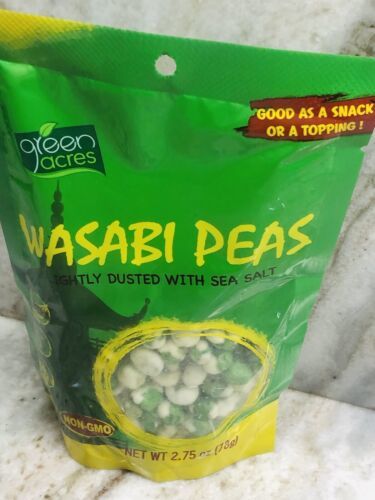 green
acres
GOOD AS A SNACK
OR A TOPPING !
WASABI PEAS
LIGHTLY DUSTED WITH SEA SALT
NON-GMO
NET WT 2.75 oz (78g)